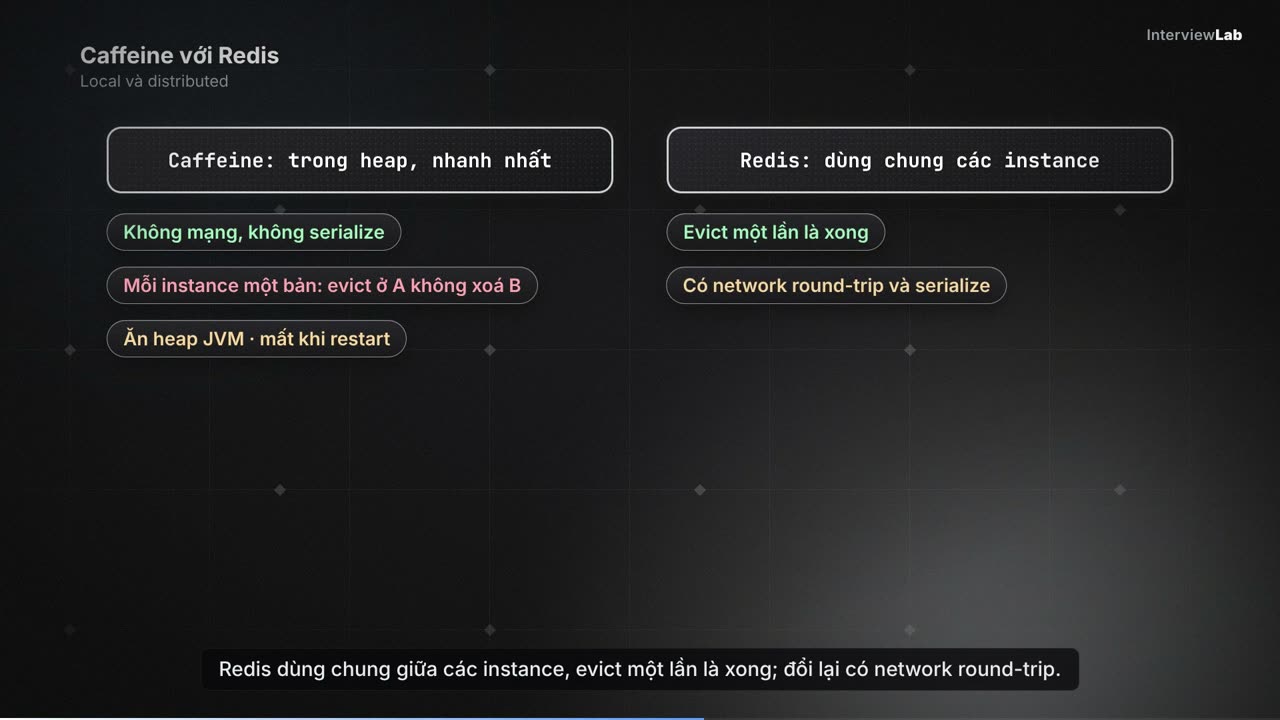 InterviewLab
Caffeine với Redis
Local và distributed
Caffeine: trong heap, nhanh nhất
Không mạng, không serialize
Mỗi instance một bản: evict ở A không xoá B
Ăn heap JVM · mất khi restart
Redis: dùng chung các instance
Evict một lần là xong
Có network round-trip và serialize
Redis dùng chung giữa các instance, evict một lần là xong; đổi lại có network round-trip.